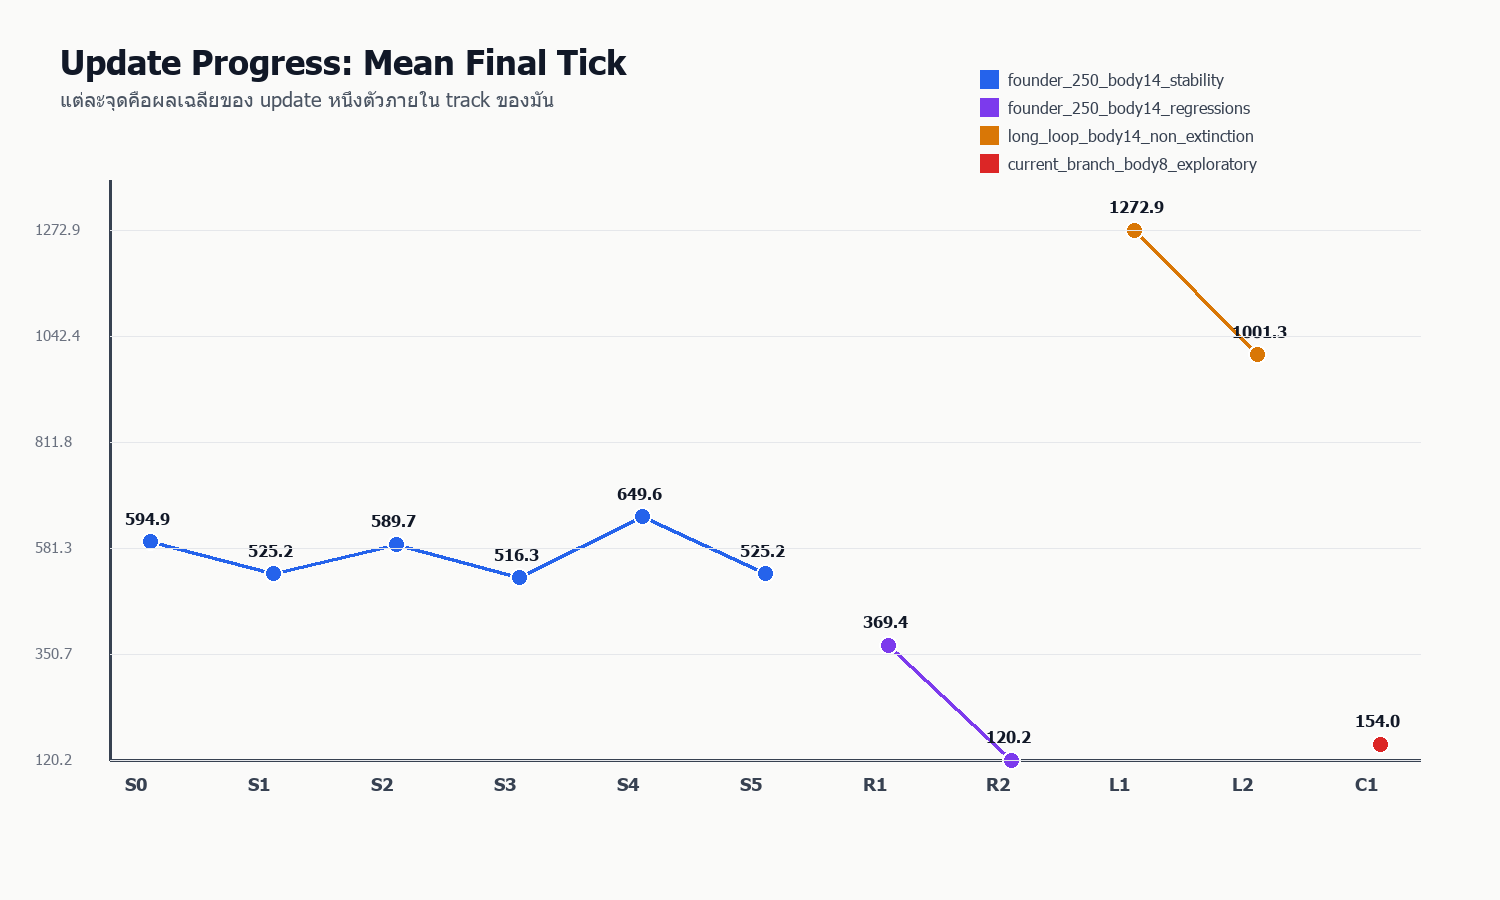 Update Progress: Mean Final Tick
แต่ละจุดคือผลเฉลี่ยของ update หนึ่งตัวภายใน track ของมัน
founder_250_body14_stability
founder_250_body14_regressions
long_loop_body14_non_extinction
current_branch_body8_exploratory
1272.9
1272.9
1042.4
1001.3
811.8
649.6
594.9
589.7
525.2
516.3
525.2
581.3
369.4
350.7
154.0
120.2
120.2
S0 S1 S2 S3 S4 S5 R1 R2 L1 L2 C1